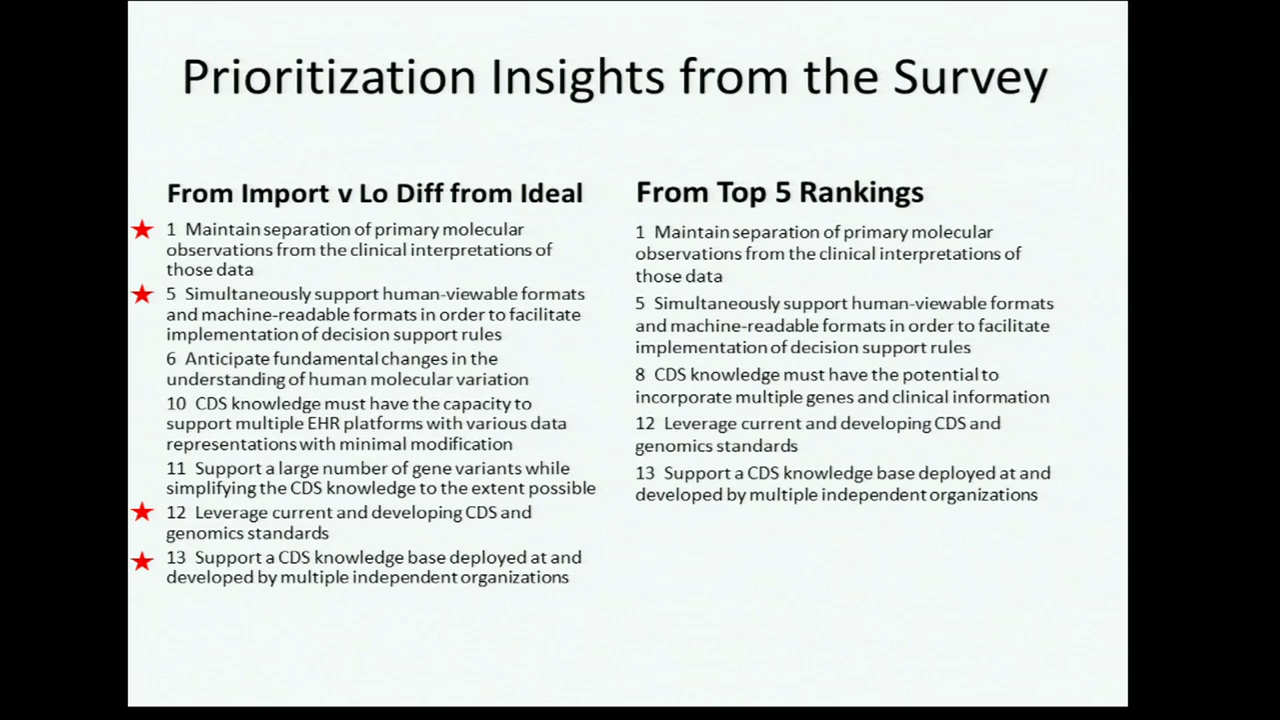 Prioritization Insights from the Survey
From Import v Lo Diff from Ideal
1 Maintain separation of primary molecular
observations from the clinical interpretations of
those data
5 Simultaneously support human-viewable formats
and machine-readable formats in order to facilitate
implementation of decision support rules
6 Anticipate fundamental changes in the
understanding of human molecular variation
10 CDS knowledge must have the capacity to
support multiple EHR platforms with various data
representations with minimal modification
11 Support a large number of gene variants while
simplifying the CDS knowledge to the extent possible
12 Leverage current and developing CDS and
genomics standards
13 Support a CDS knowledge base deployed at and
developed by multiple independent organizations
From Top 5 Rankings
1 Maintain separation of primary molecular
observations from the clinical interpretations of
those data
5 Simultaneously support human-viewable formats
and machine-readable formats in order to facilitate
implementation of decision support rules
8 CDS knowledge must have the potential to
incorporate multiple genes and clinical information
12 Leverage current and developing CDS and
genomics standards
13 Support a CDS knowledge base deployed at and
developed by multiple independent organizations